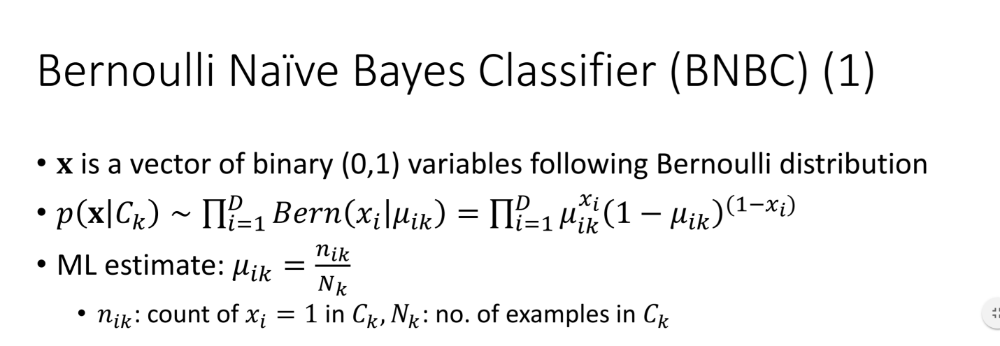 Bernoulli Naïve Bayes Classifier (BNBC) (1)
• 𝐱 is a vector of binary (0,1) variables following Bernoulli distribution
• $p(\mathbf{x}|C_k) \sim \prod_{i=1}^{D} Bern(x_i|\mu_{ik}) = \prod_{i=1}^{D} \mu_{ik}^{x_i}(1-\mu_{ik})^{(1-x_i)}$
• ML estimate: $\mu_{ik} = \frac{n_{ik}}{N_k}$
• $n_{ik}$: count of $x_i = 1$ in $C_k$, $N_k$: no. of examples in $C_k$